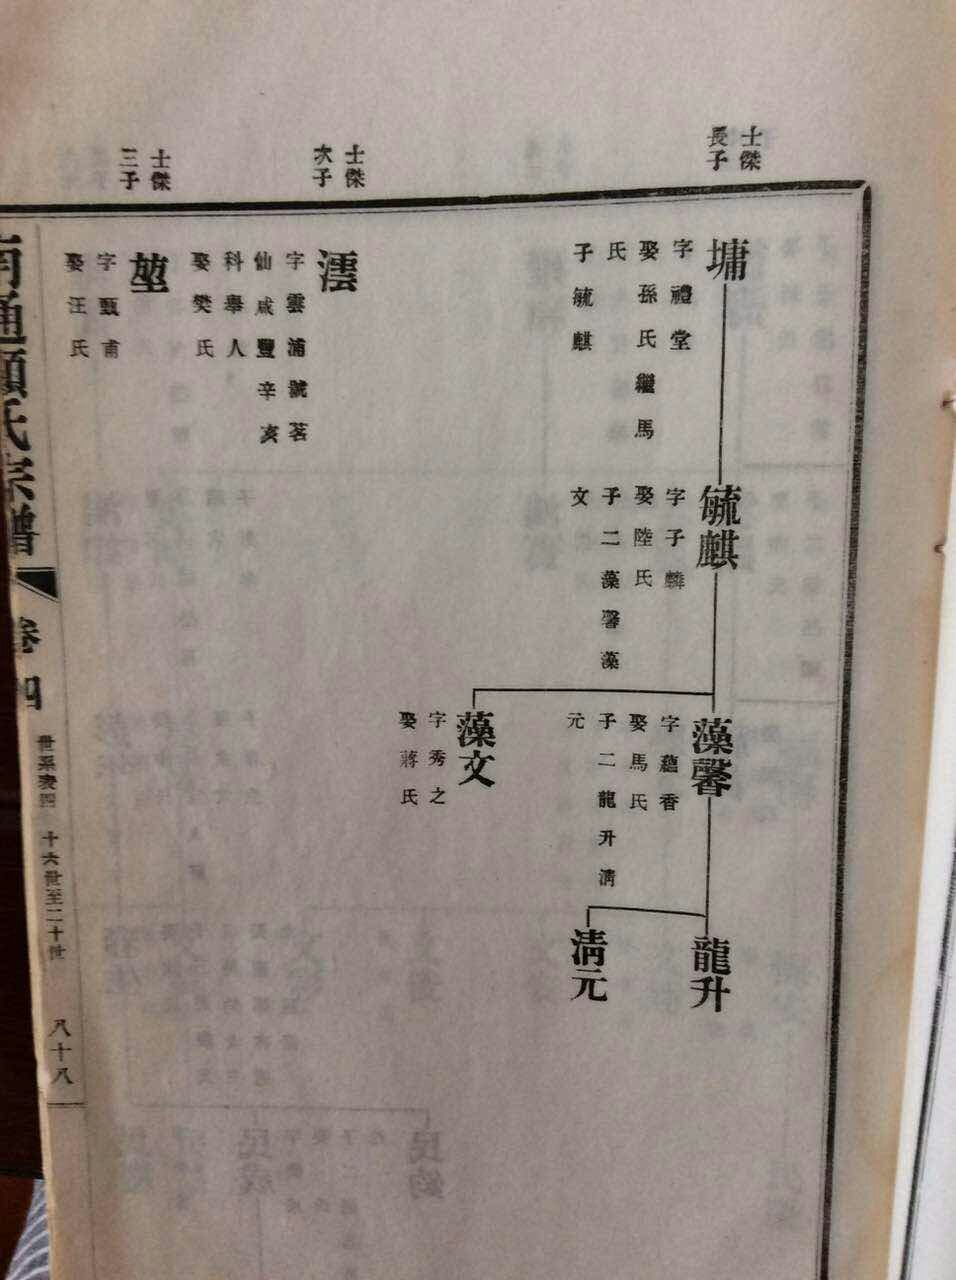 士傑
長子
墉
字禮堂
娶孫氏繼馬
氏
子毓麒
毓麒
字子麟
娶陸氏
子二藻馨藻
文
藻馨
字蘊香
娶馬氏
子二龍升淸
元
龍升
淸元
藻文
字秀之
娶蔣氏
士傑
次子
澐
字雲浦號茗
仙咸豐辛亥
科舉人
娶樊氏
士傑
三子
堃
字甄甫
娶汪氏
南通顧氏宗譜
卷四
世系表四
十六世至二十世
八十八